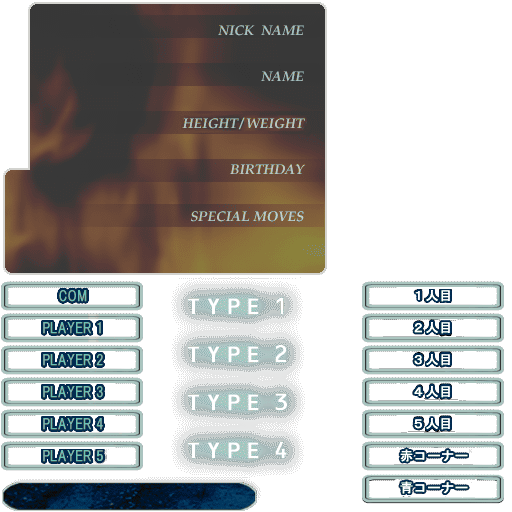 NICK NAME
NAME
HEIGHT/WEIGHT
BIRTHDAY
SPECIAL MOVES
COM
PLAYER 1
PLAYER 2
PLAYER 3
PLAYER 4
PLAYER 5
TYPE 1
TYPE 2
TYPE 3
TYPE 4
1人目
2人目
3人目
4人目
5人目
赤コーナー
青コーナー